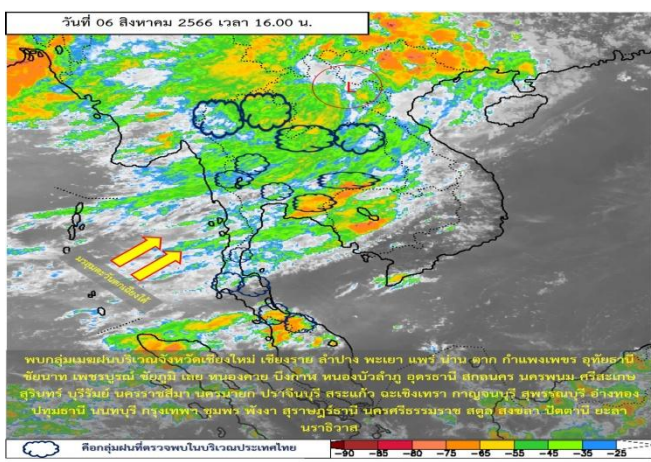 วันที่ 06 สิงหาคม 2566 เวลา 16.00 น.
L
มรสุมตะวันตกเฉียงใต้
พบกลุ่มเมฆฝนบริเวณจังหวัดเชียงใหม่ เชียงราย ลำปาง พะเยา แพร่ น่าน ตาก กำแพงเพชร อุทัยธานี
ชัยนาท เพชรบูรณ์ ชัยภูมิ เลย หนองคาย บึงกาฬ หนองบัวลำภู อุดรธานี สกลนคร นครพนม ศรีสะเกษ
สุรินทร์ บุรีรัมย์ นครราชสีมา นครนายก ปราจีนบุรี สระแก้ว ฉะเชิงเทรา กาญจนบุรี สุพรรณบุรี อ่างทอง
ปทุมธานี นนทบุรี กรุงเทพฯ ชุมพร พังงา สุราษฎร์ธานี นครศรีธรรมราช สตูล สงขลา ปัตตานี ยะลา
นราธิวาส
คือกลุ่มฝนที่ตรวจพบในบริเวณประเทศไทย
-90 -85 -80 -70 -60 -50 -40 -30 -25